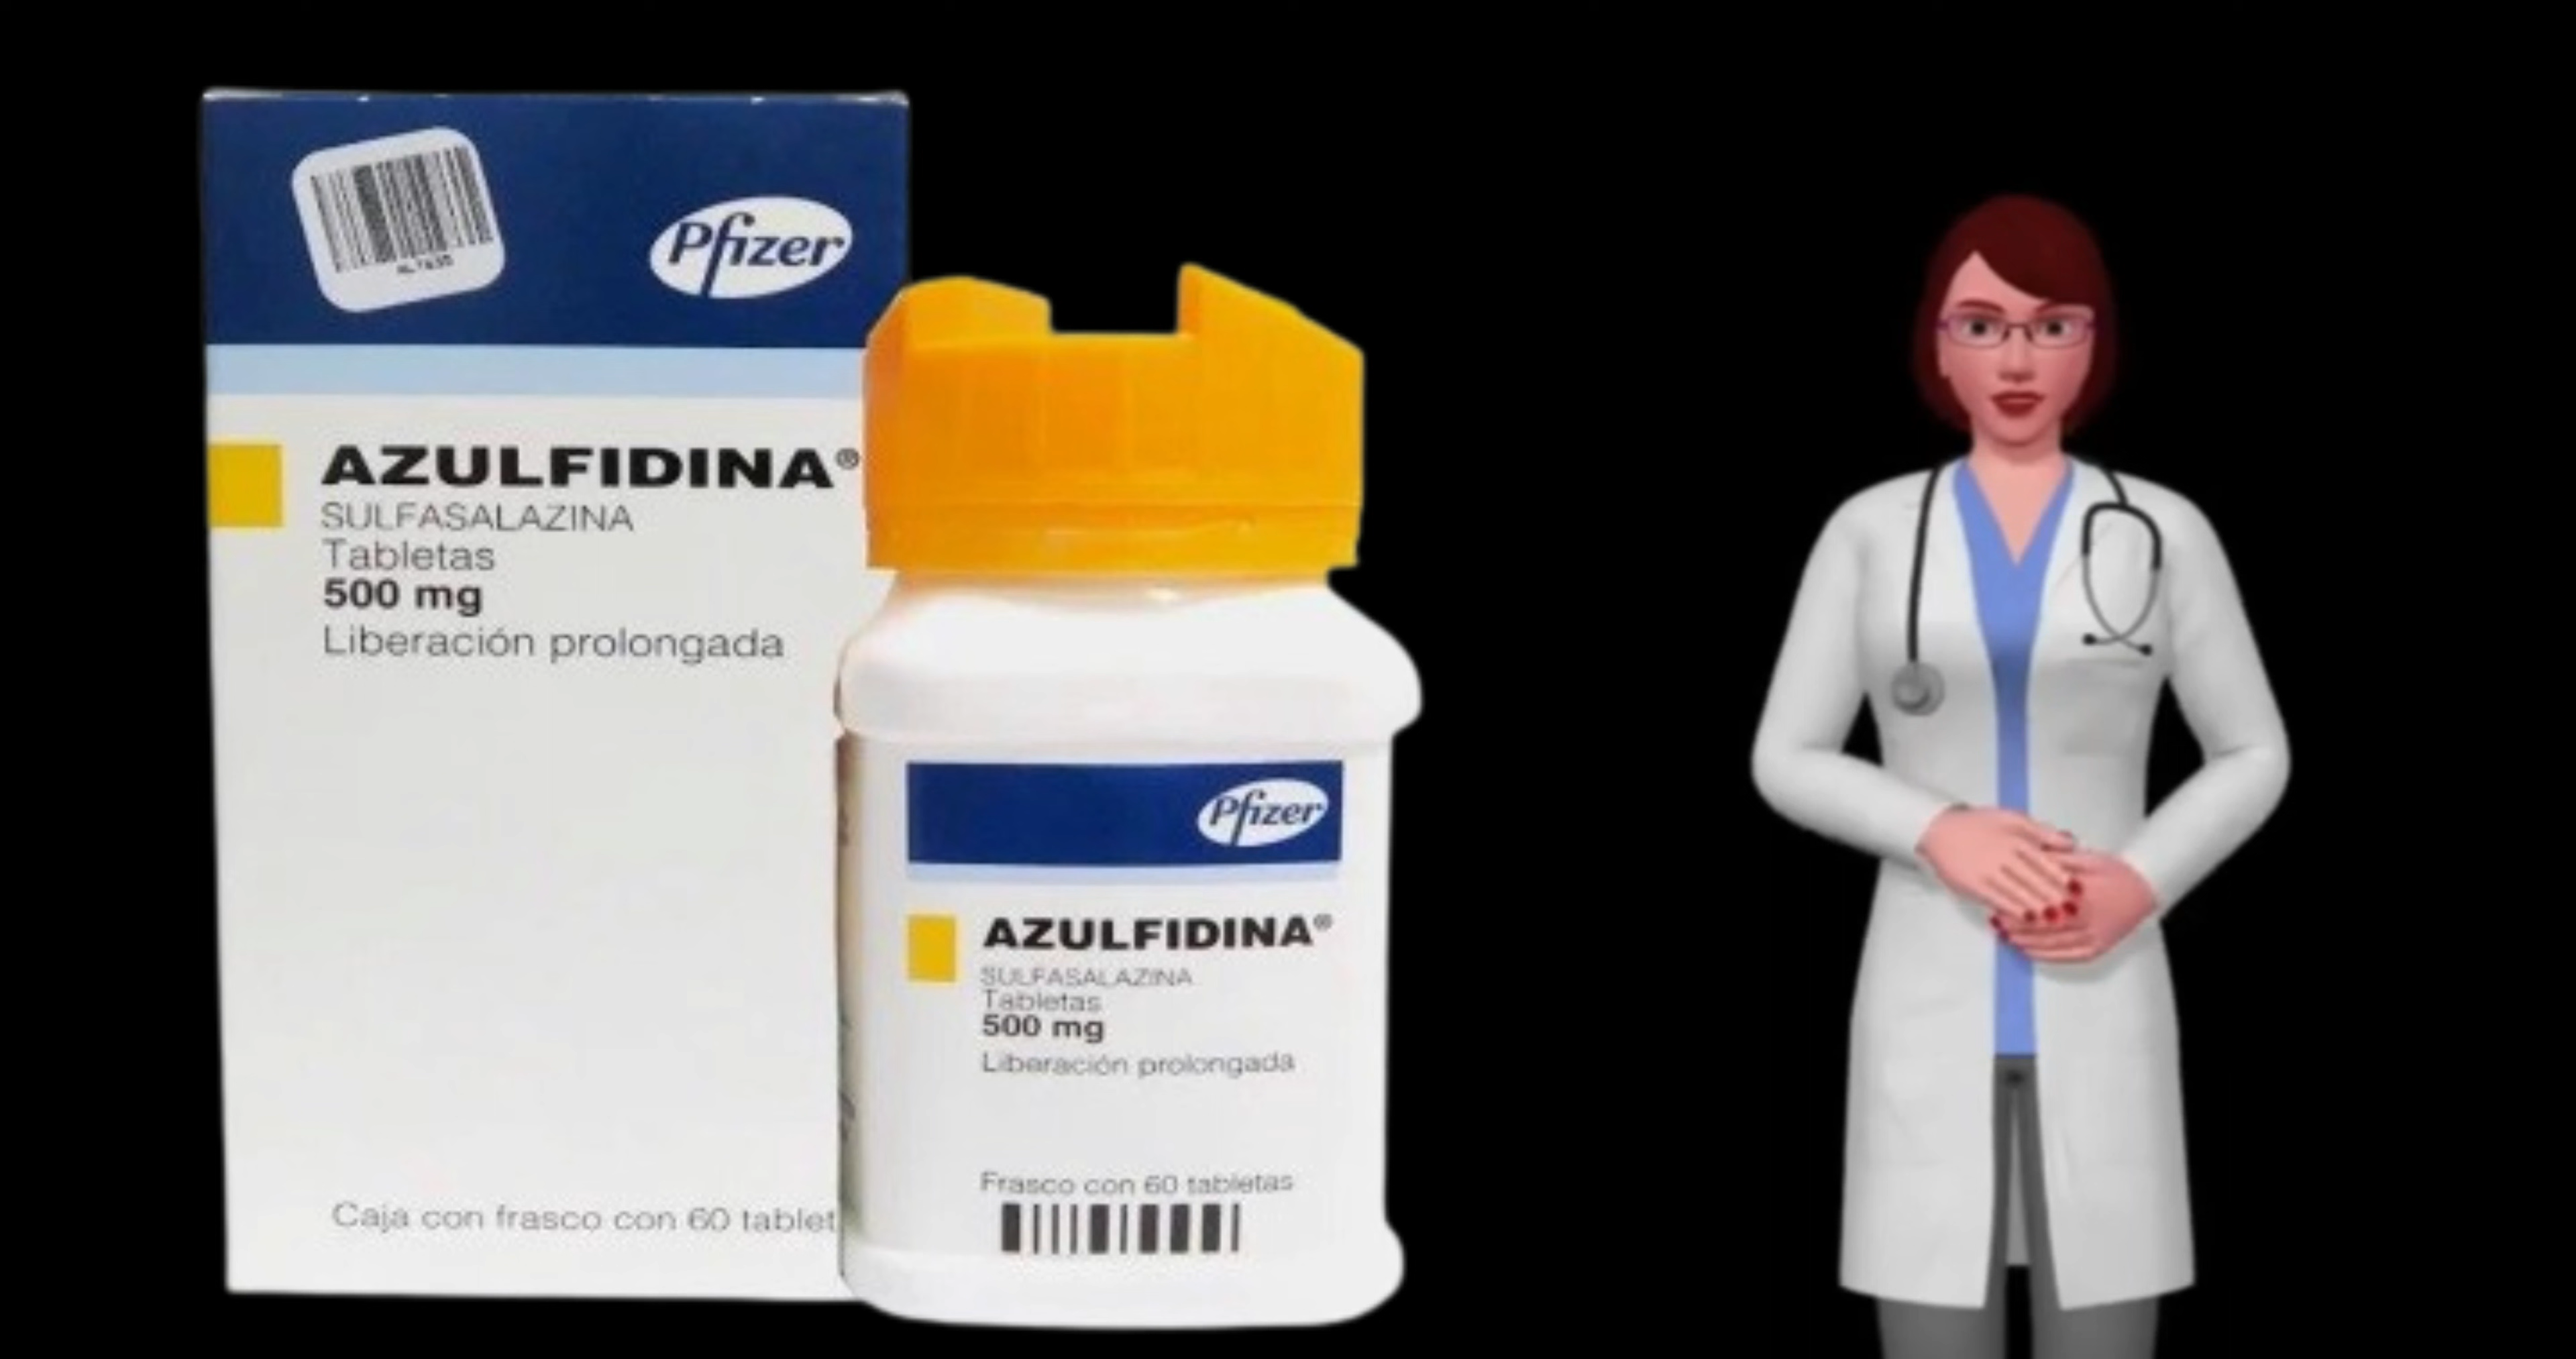 Pfizer
AZULFIDINA®
SULFASALAZINA
Tabletas
500 mg
Liberación prolongada
Caja con frasco con 60 tablet
Pfizer
AZULFIDINA®
SULFASALAZINA
Tabletas
500 mg
Liberación prolongada
Frasco con 60 tabletas